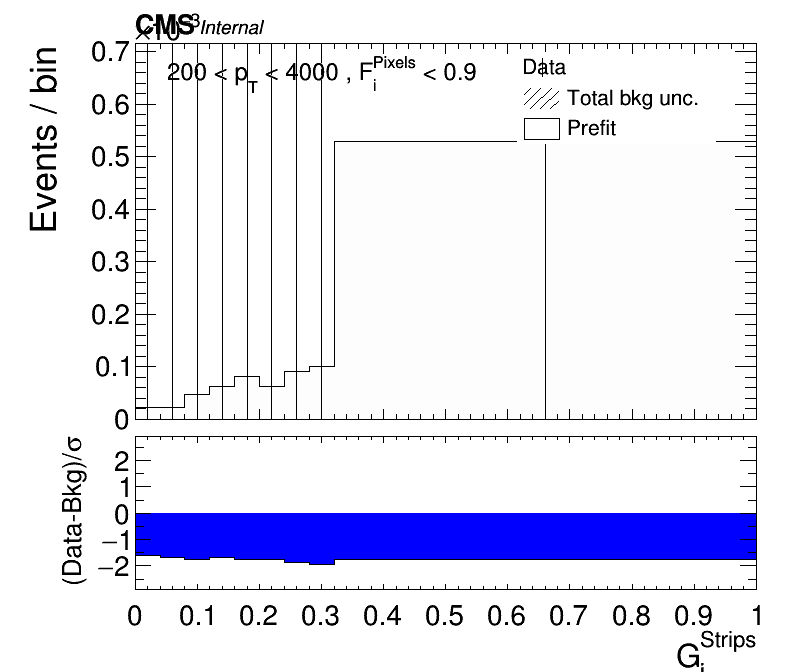 CMS Internal
×10⁻³
0.7
200 < p_T < 4000 , F_i^Pixels < 0.9
Data
Total bkg unc.
Prefit
0.6
0.5
0.4
0.3
0.2
0.1
0
Events / bin
2
1
0
−1
−2
(Data-Bkg)/σ
0 0.1 0.2 0.3 0.4 0.5 0.6 0.7 0.8 0.9 1
G_i^Strips